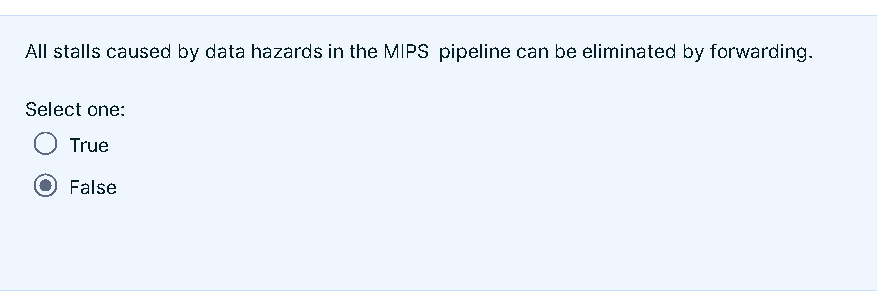 All stalls caused by data hazards in the MIPS pipeline can be eliminated by forwarding.
Select one:
True
False